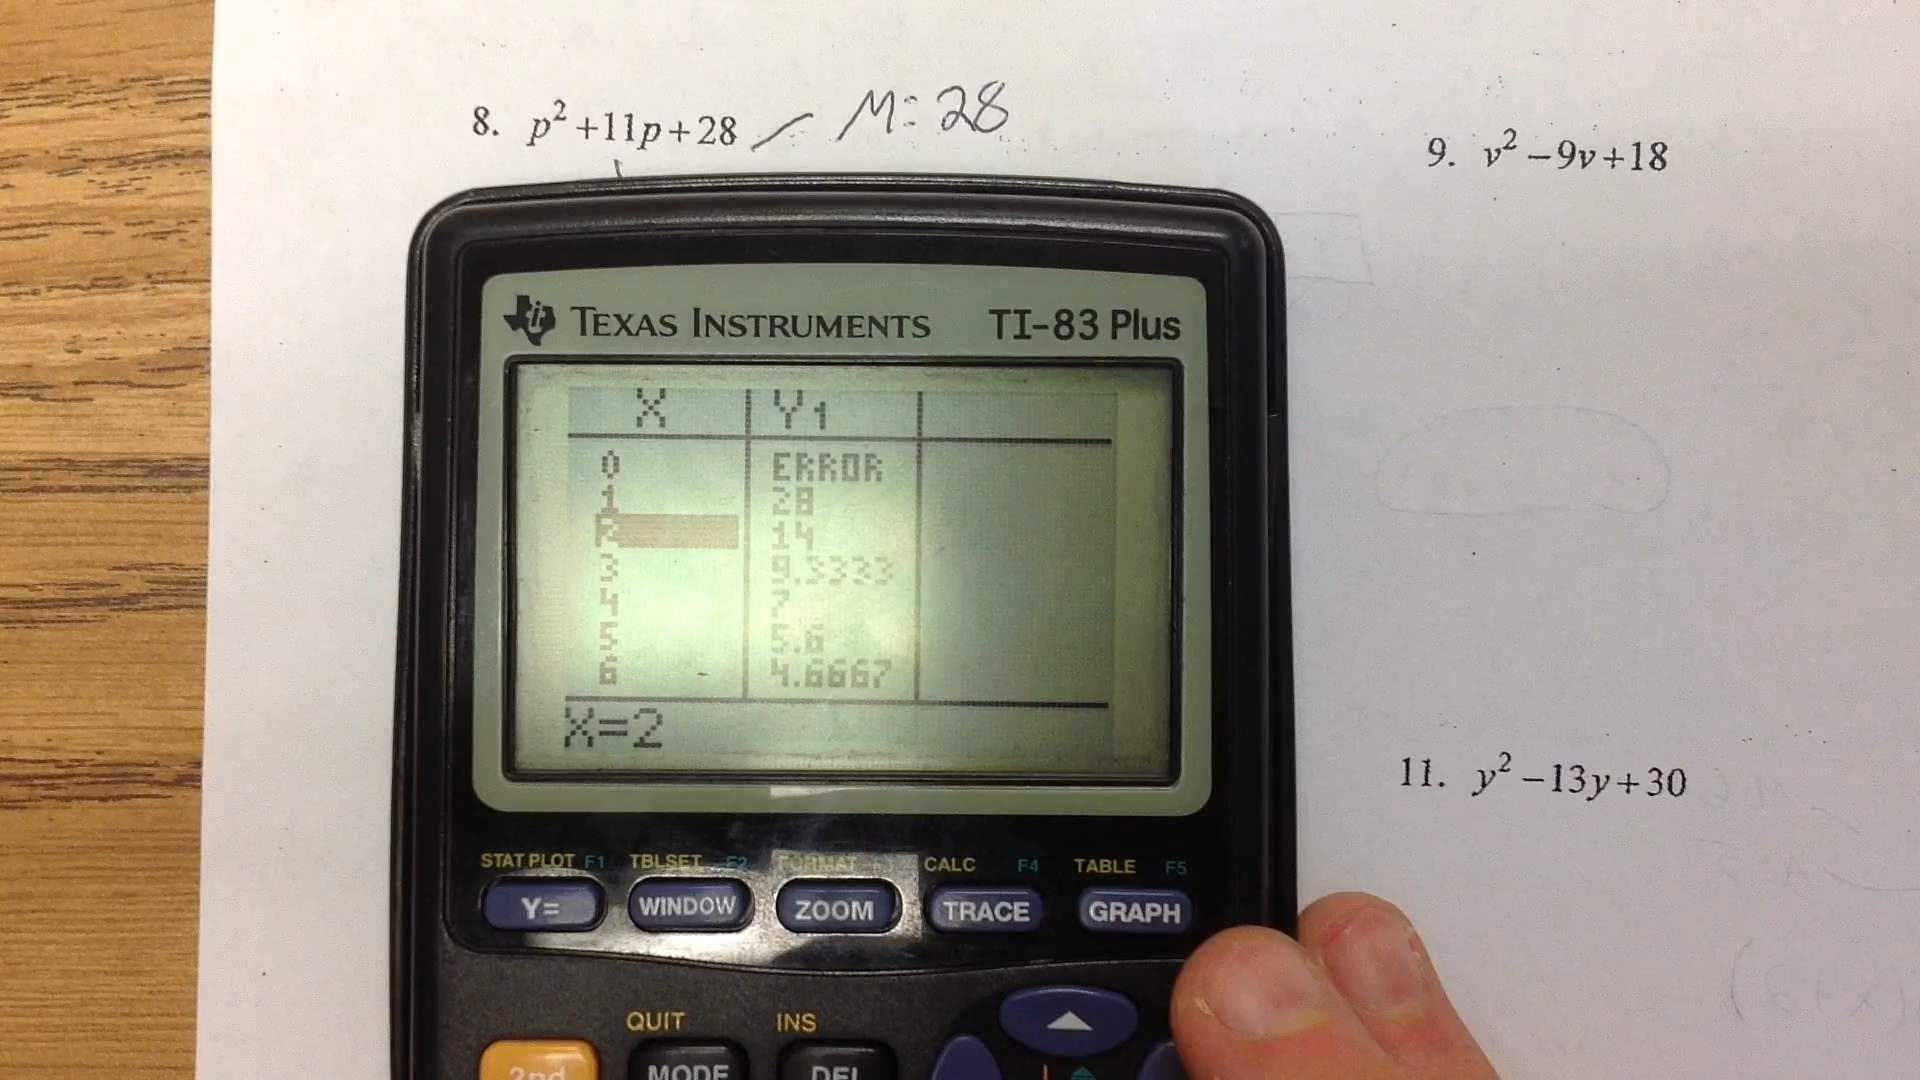 8. p² +11p+28 M: 28
9. v² −9v+18
TEXAS INSTRUMENTS TI-83 Plus
X Y₁
0 ERROR
1 28
2 14
3 9.3333
4 7
5 5.6
6 4.6667
X=2
11. y² −13y+30
STAT PLOT F1 TBLSET F2 FORMAT CALC F4 TABLE F5
Y= WINDOW ZOOM TRACE GRAPH
QUIT INS
2nd MODE DEL